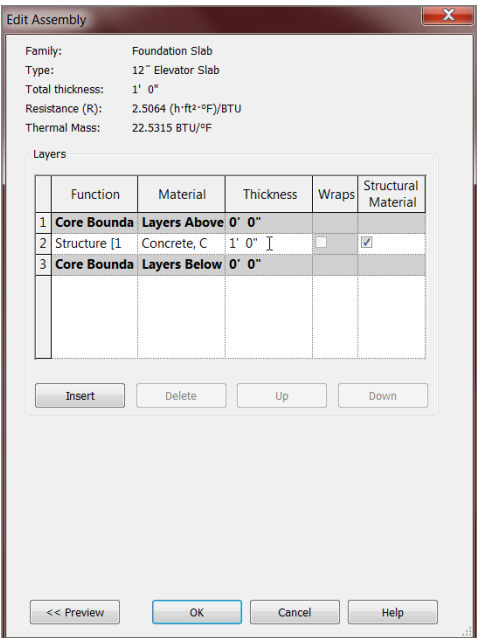 Edit Assembly
Family: Foundation Slab
Type: 12˝ Elevator Slab
Total thickness: 1' 0"
Resistance (R): 2.5064 (h·ft²·ºF)/BTU
Thermal Mass: 22.5315 BTU/ºF
Layers
Function Material Thickness Wraps Structural Material
1 Core Bounda Layers Above 0' 0"
2 Structure [1 Concrete, C 1' 0"
3 Core Bounda Layers Below 0' 0"
Insert Delete Up Down
<< Preview OK Cancel Help